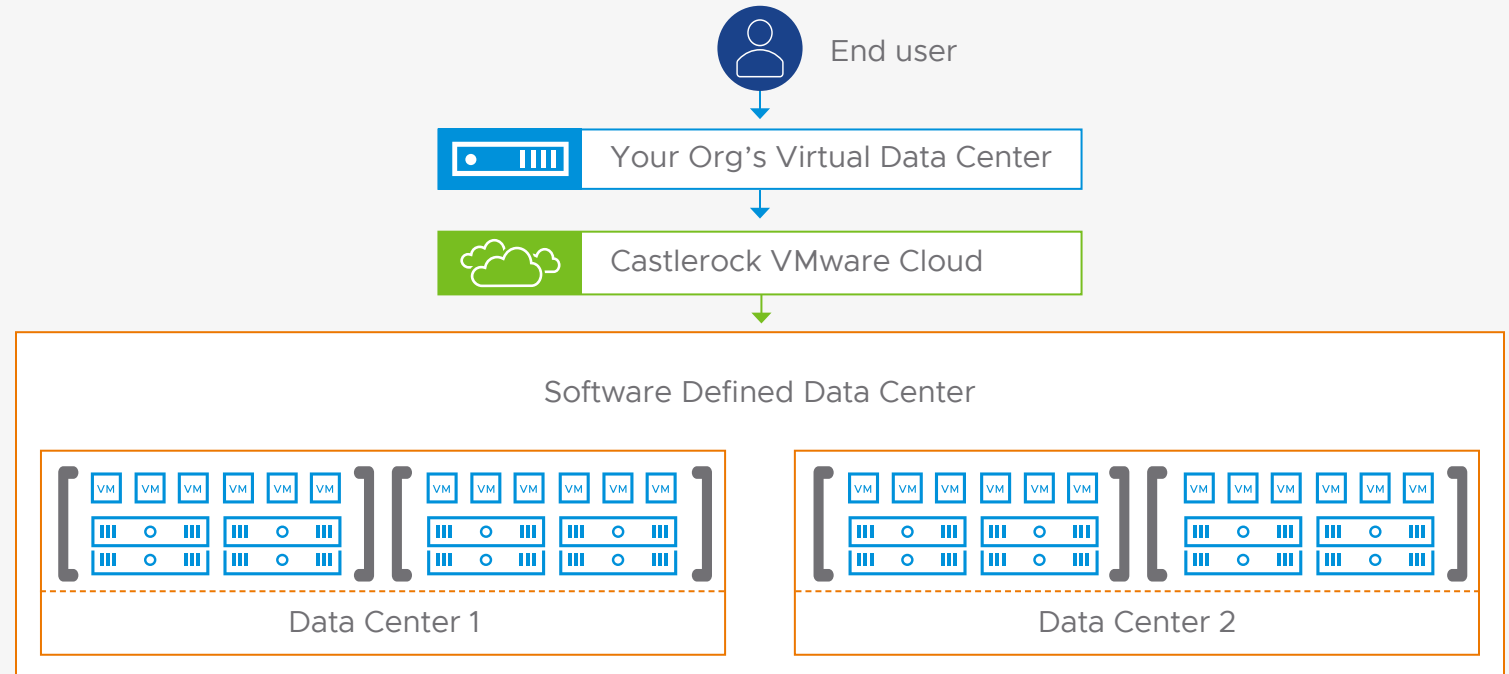 End user
Your Org's Virtual Data Center
Castlerock VMware Cloud
Software Defined Data Center
VM VM VM VM VM VM VM VM VM VM VM VM
VM VM VM VM VM VM VM VM VM VM VM VM
Data Center 1
Data Center 2